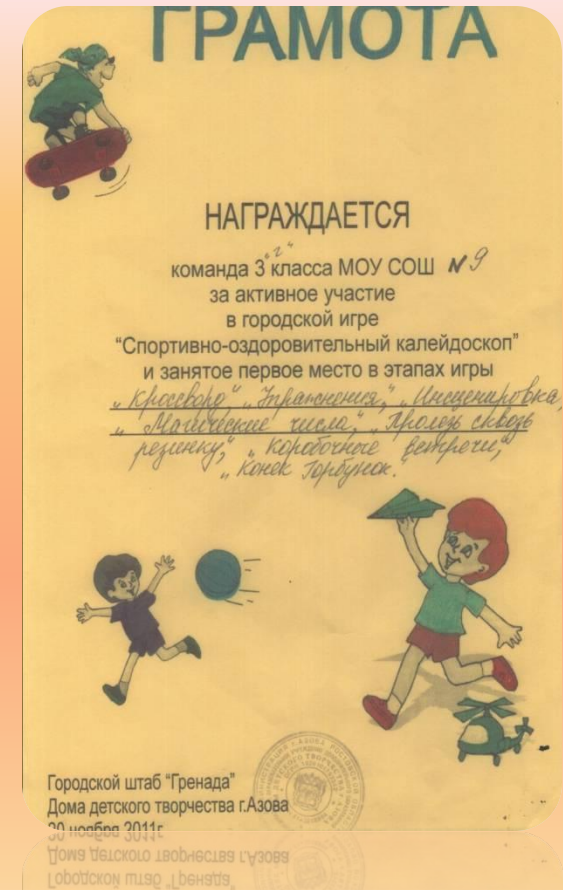 ГРАМОТА
НАГРАЖДАЕТСЯ
"г"
команда 3 класса МОУ СОШ № 9
за активное участие
в городской игре
“Спортивно-оздоровительный калейдоскоп”
и занятое первое место в этапах игры
„Кроссворд“ „Упражнения,“ „Инсценировка,
„Магические числа,“ „Пролезь сквозь
резинку,“ „Коробочные встречи,“
„Конек Горбунок.“
Городской штаб “Гренада”
Дома детского творчества г.Азова
20 ноября 2011г